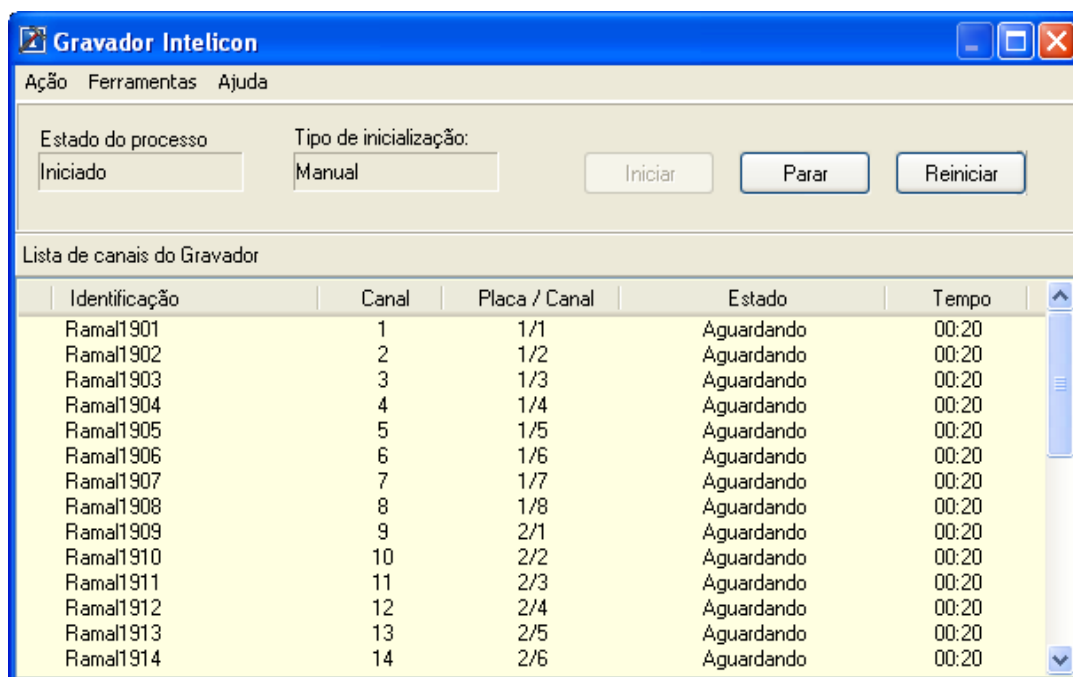 Gravador Intelicon
Ação Ferramentas Ajuda
Estado do processo Tipo de inicialização:
Iniciado Manual Iniciar Parar Reiniciar
Lista de canais do Gravador
Identificação Canal Placa / Canal Estado Tempo
Ramal1901 1 1/1 Aguardando 00:20
Ramal1902 2 1/2 Aguardando 00:20
Ramal1903 3 1/3 Aguardando 00:20
Ramal1904 4 1/4 Aguardando 00:20
Ramal1905 5 1/5 Aguardando 00:20
Ramal1906 6 1/6 Aguardando 00:20
Ramal1907 7 1/7 Aguardando 00:20
Ramal1908 8 1/8 Aguardando 00:20
Ramal1909 9 2/1 Aguardando 00:20
Ramal1910 10 2/2 Aguardando 00:20
Ramal1911 11 2/3 Aguardando 00:20
Ramal1912 12 2/4 Aguardando 00:20
Ramal1913 13 2/5 Aguardando 00:20
Ramal1914 14 2/6 Aguardando 00:20